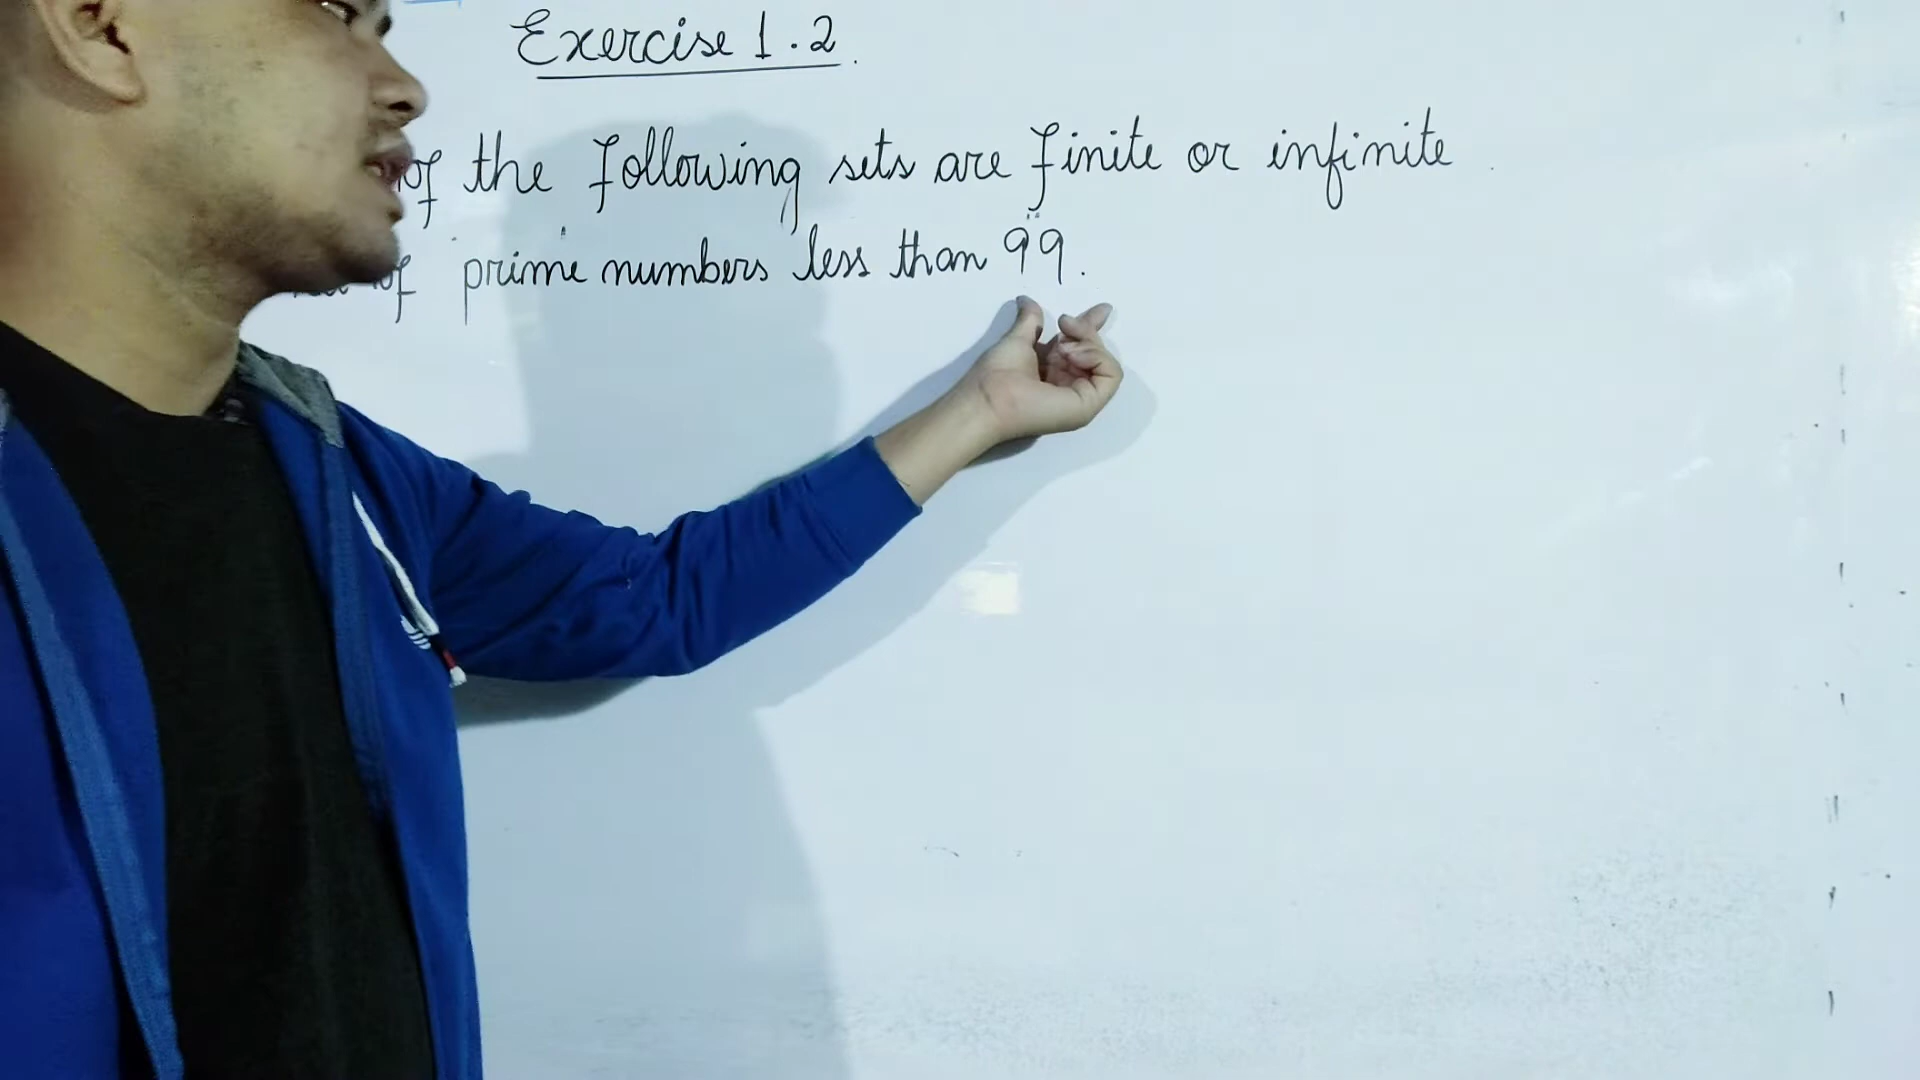 Exercise 1.2.
of the following sets are finite or infinite
of prime numbers less than 99.